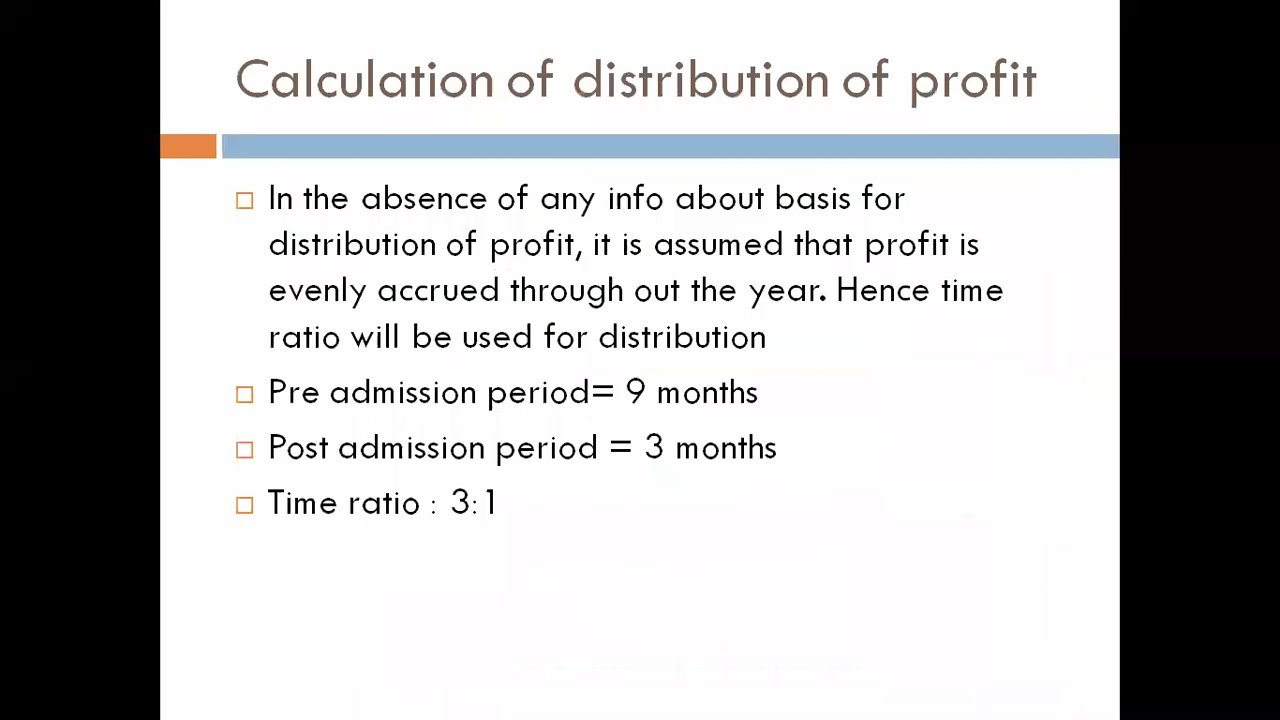 Calculation of distribution of profit
In the absence of any info about basis for
distribution of profit, it is assumed that profit is
evenly accrued through out the year. Hence time
ratio will be used for distribution
Pre admission period= 9 months
Post admission period = 3 months
Time ratio : 3:1